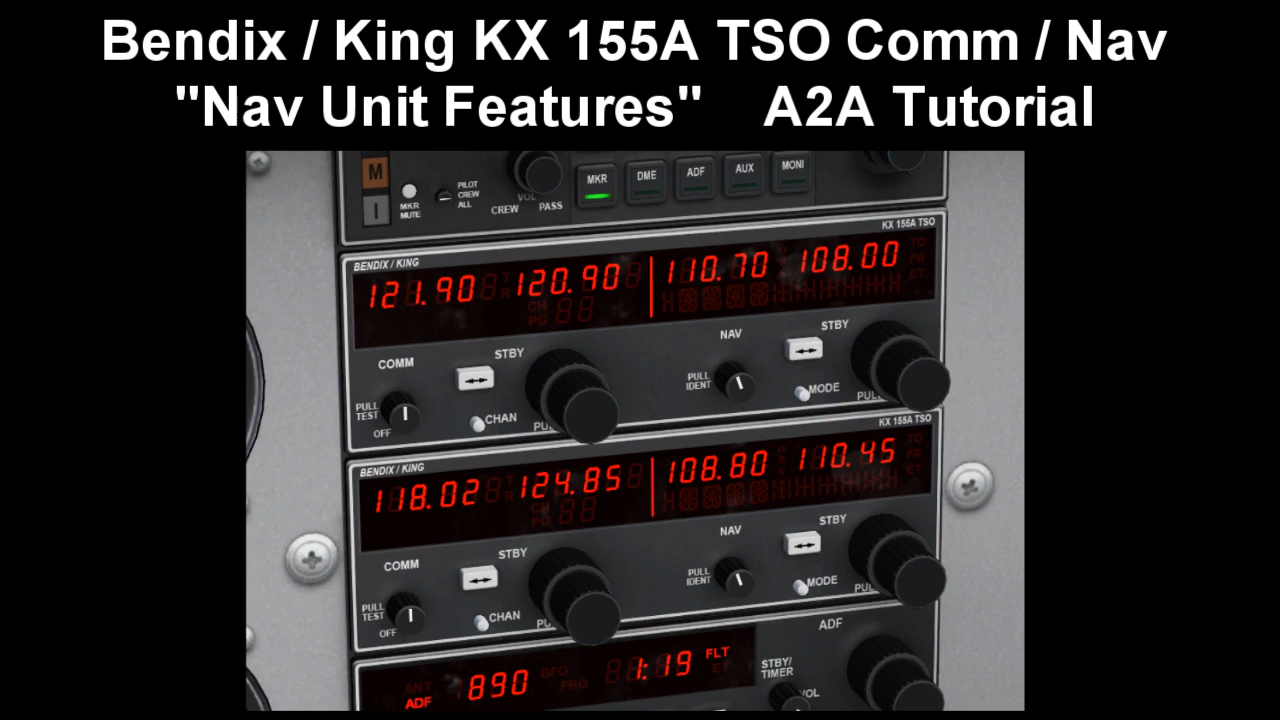 Bendix / King KX 155A TSO Comm / Nav
"Nav Unit Features" A2A Tutorial
M
I
MKR
MUTE
PILOT
CREW
ALL
VOL
CREW PASS
MKR DME ADF AUX MONI
BENDIX / KING KX 155A TSO
121.90 120.90 110.70 108.00
COMM STBY NAV STBY
PULL
TEST
OFF
CHAN
PULL
IDENT
MODE
BENDIX / KING KX 155A TSO
118.02 124.85 108.80 110.45
COMM STBY NAV STBY
PULL
TEST
OFF
CHAN
PULL
IDENT
MODE
ANT
ADF
890
BFO
FRQ
1:19
FLT
ET
ADF
STBY/
TIMER
VOL